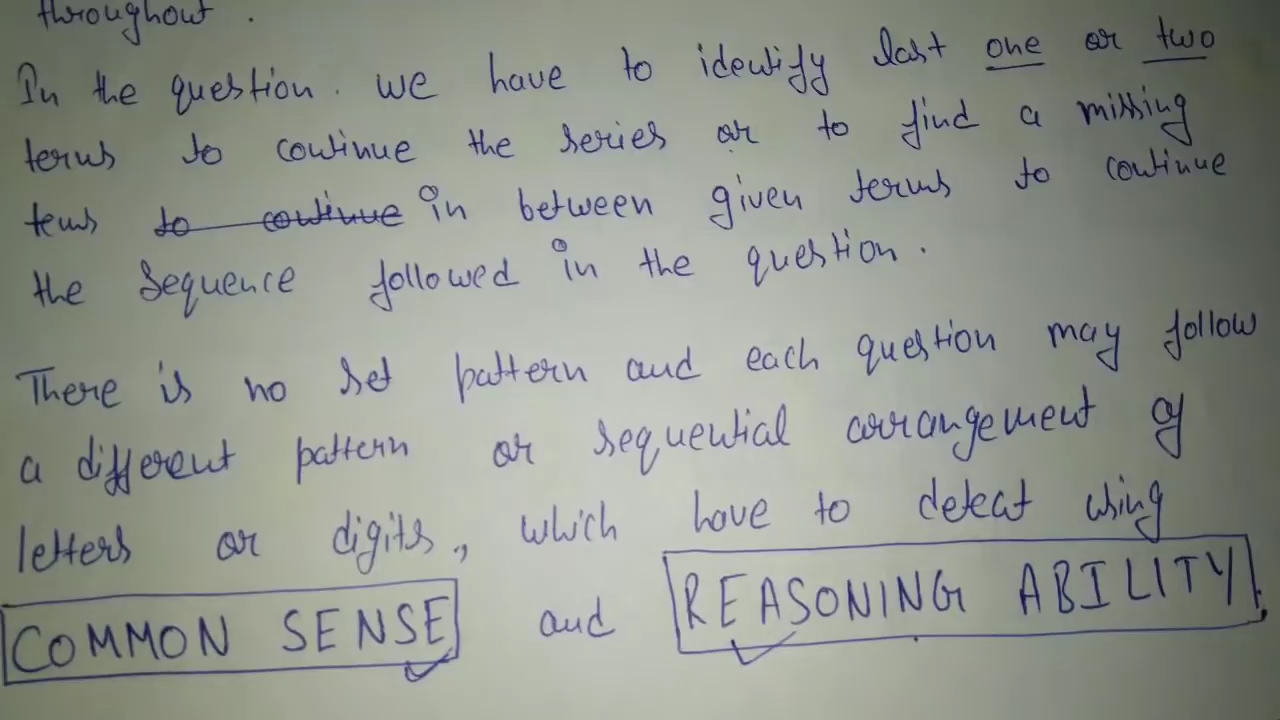 throughout.
In the question. we have to identify last one or two
terms to continue the series or to find a missing
tems to continue in between given terms to continue
the sequence followed in the question.
There is no set pattern and each question may follow
a different pattern or sequential arrangement of
letters or digits, which have to detect using
COMMON SENSE and REASONING ABILITY.